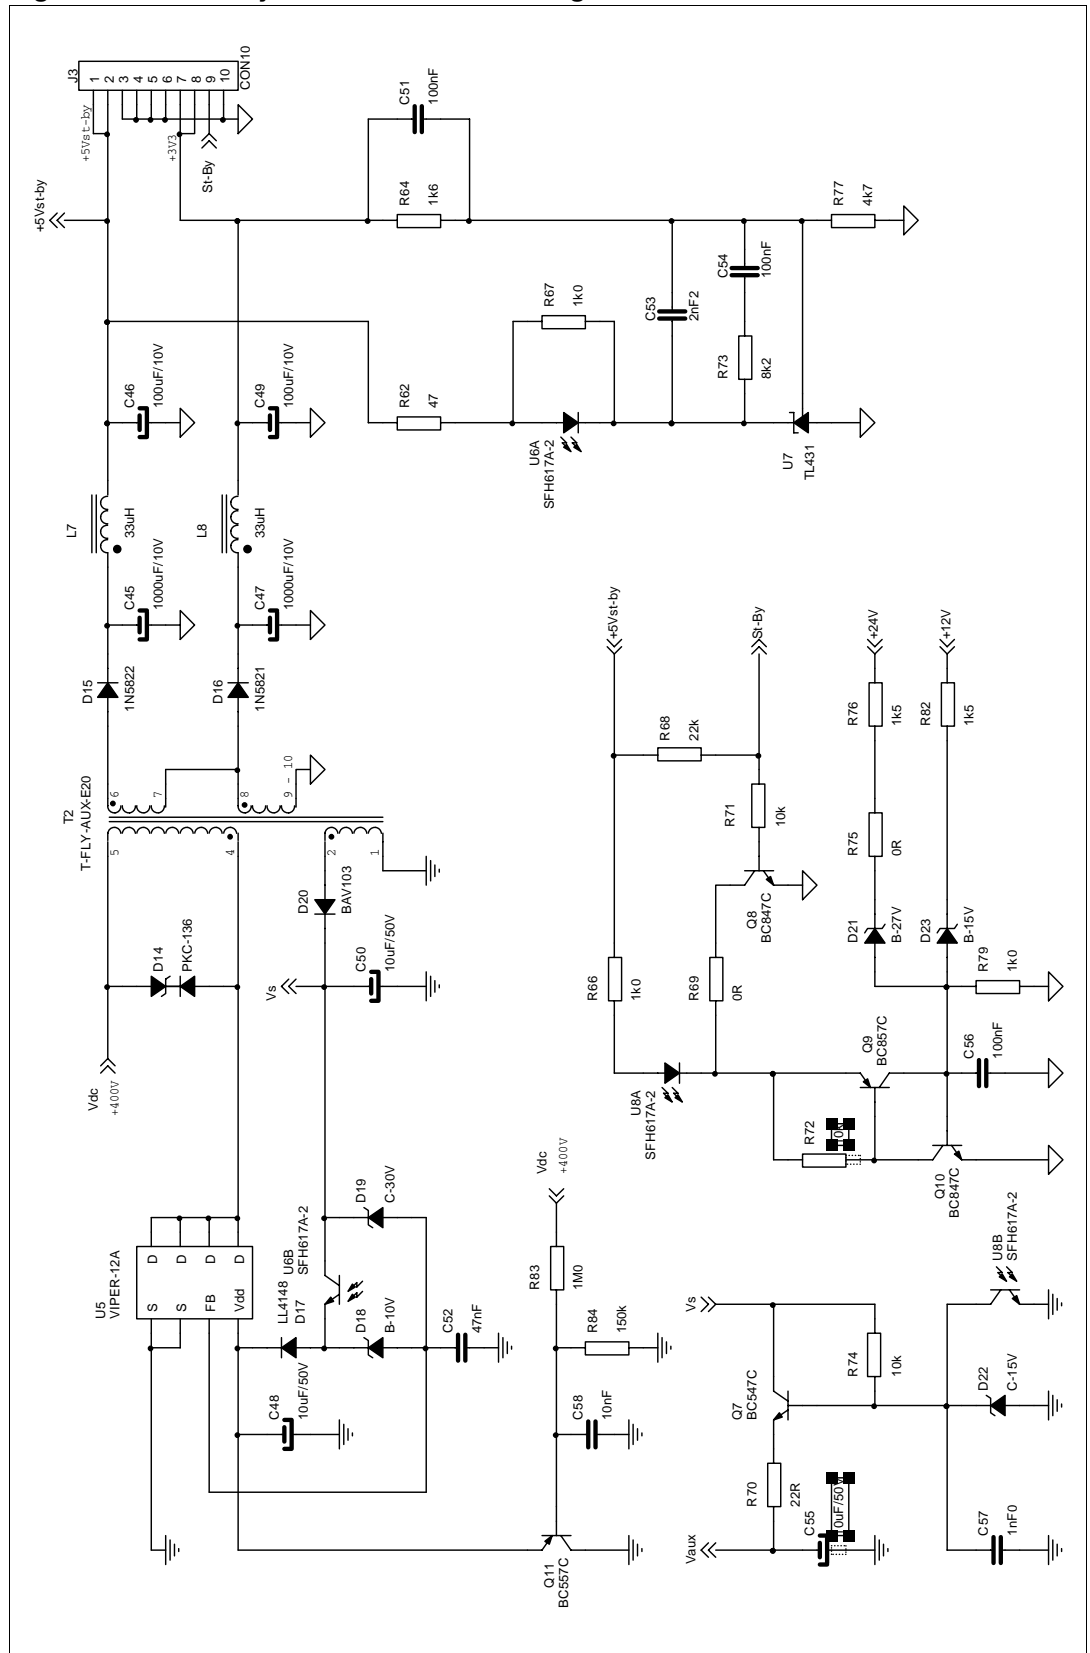 J3
CON10
1
2
3
4
5
6
7
8
9
10
+5Vst-by
+3V3
St-By
+5Vst-by
C51
100nF
R64
1k6
R77
4k7
C54
100nF
C53
2nF2
R73
8k2
R67
1k0
R62
47
U6A
SFH617A-2
U7
TL431
C46
100uF/10V
C49
100uF/10V
L7
33uH
L8
33uH
C45
1000uF/10V
C47
1000uF/10V
D15
1N5822
D16
1N5821
T2
T-FLY-AUX-E20
6
7
8
9 - 10
5
4
2
1
D14
PKC-136
D20
BAV103
C50
10uF/50V
Vs
Vdc
+400V
U5
VIPER-12A
S
S
FB
Vdd
D
D
D
D
U6B
SFH617A-2
D19
C-30V
LL4148
D17
D18
B-10V
C52
47nF
C48
10uF/50V
+5Vst-by
St-By
+24V
+12V
R68
22k
R71
10k
R76
1k5
R82
1k5
R75
0R
D21
B-27V
D23
B-15V
R79
1k0
Q8
BC847C
R66
1k0
R69
0R
U8A
SFH617A-2
Q9
BC857C
C56
100nF
R72
Q10
BC847C
Vdc
+400V
R83
1M0
R84
150k
C58
10nF
Q11
BC557C
U8B
SFH617A-2
Vs
R74
10k
D22
C-15V
Q7
BC547C
R70
22R
Vaux
C55
C57
1nF0